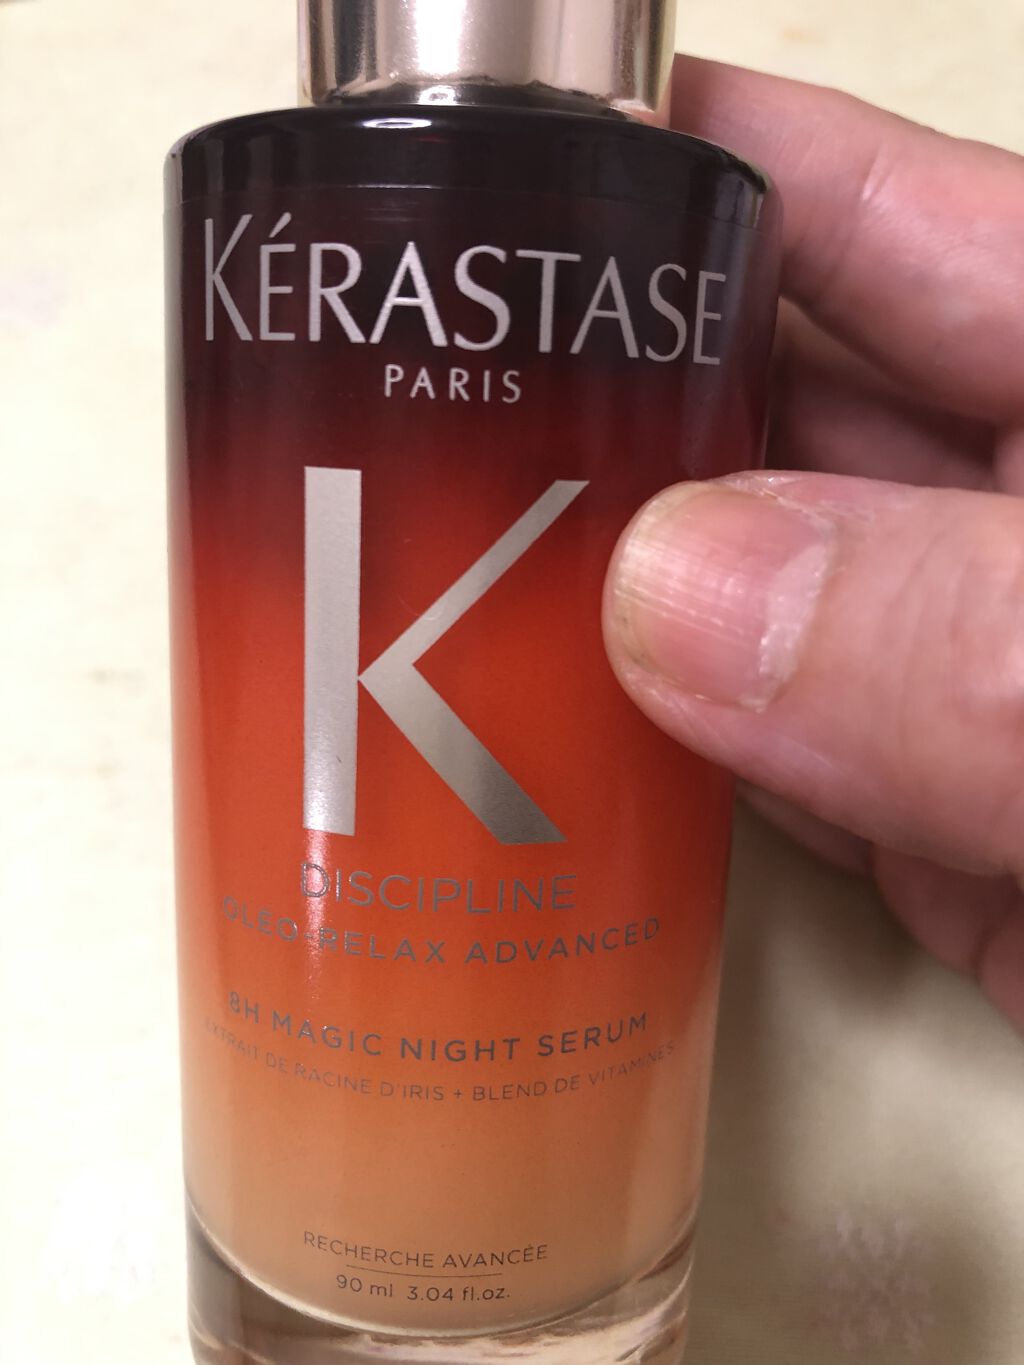 KÉRASTASE
PARIS
K
DISCIPLINE
OLÉO-RELAX ADVANCED
8H MAGIC NIGHT SERUM
EXTRAIT DE RACINE D'IRIS + BLEND DE VITAMINES
RECHERCHE AVANCÉE
90 ml 3.04 fl.oz.